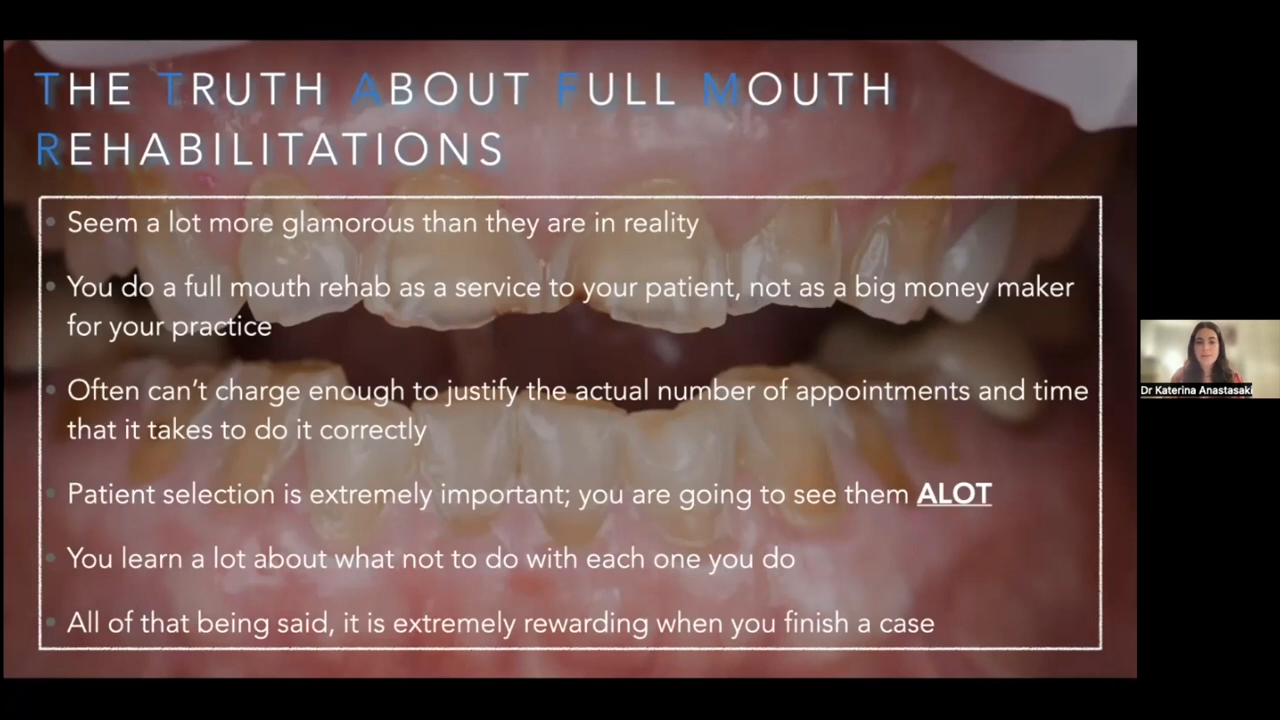 THE TRUTH ABOUT FULL MOUTH
REHABILITATIONS
• Seem a lot more glamorous than they are in reality
• You do a full mouth rehab as a service to your patient, not as a big money maker
for your practice
• Often can't charge enough to justify the actual number of appointments and time
that it takes to do it correctly
• Patient selection is extremely important; you are going to see them ALOT
• You learn a lot about what not to do with each one you do
• All of that being said, it is extremely rewarding when you finish a case
Dr Katerina Anastasaki